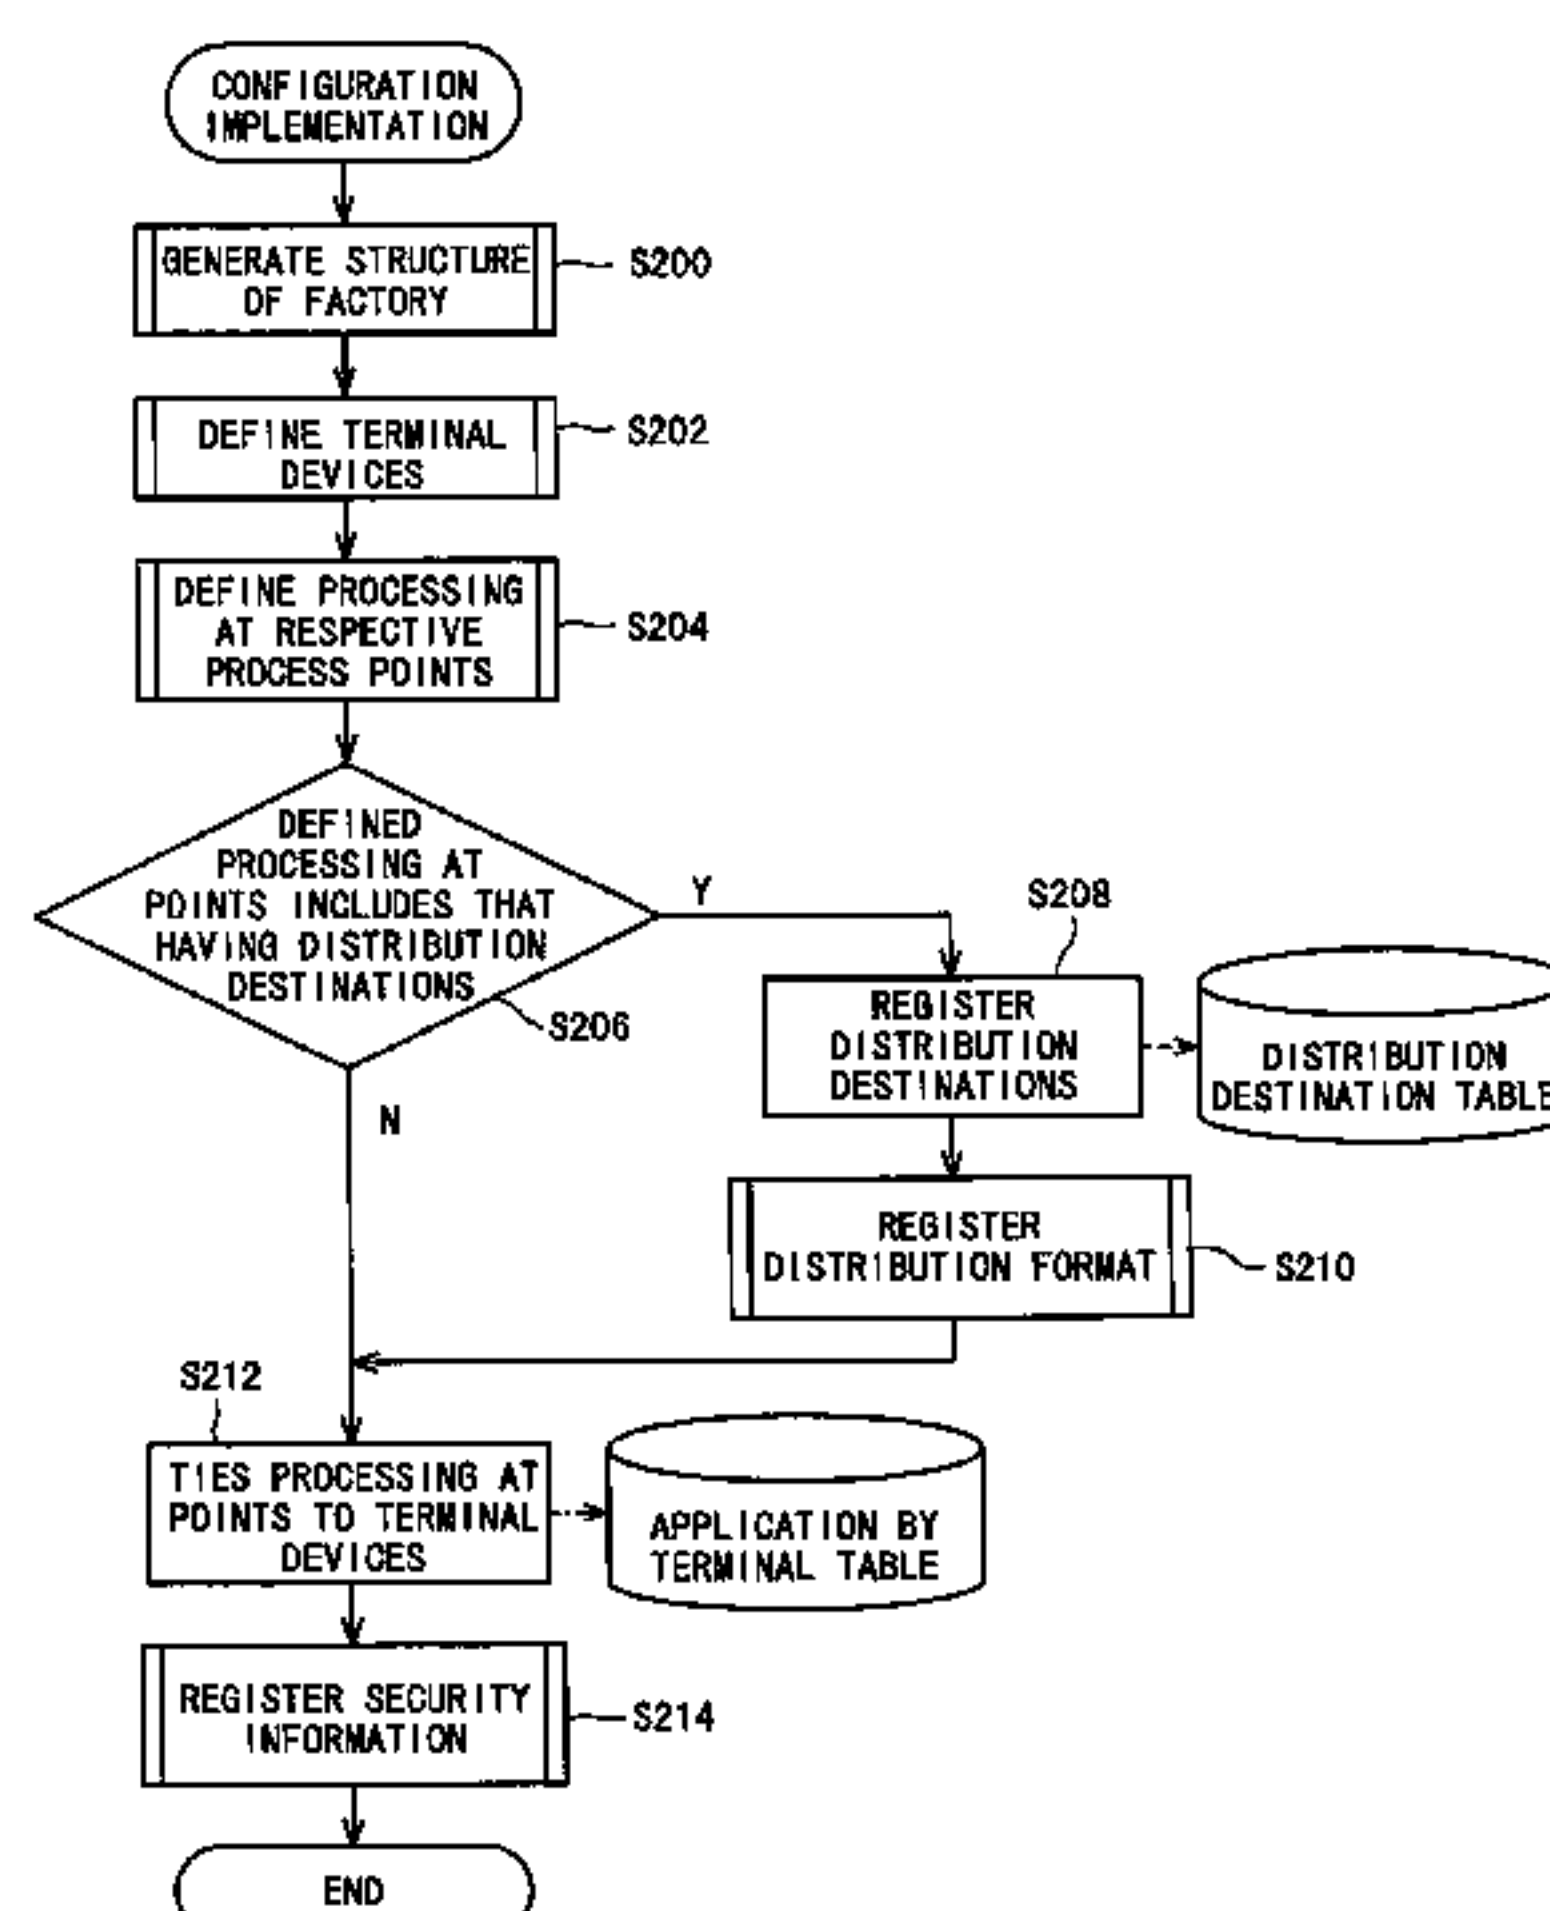 CONFIGURATION
IMPLEMENTATION
GENERATE STRUCTURE
OF FACTORY
S200
DEFINE TERMINAL
DEVICES
S202
DEFINE PROCESSING
AT RESPECTIVE
PROCESS POINTS
S204
DEFINED
PROCESSING AT
POINTS INCLUDES THAT
HAVING DISTRIBUTION
DESTINATIONS
S206
Y
N
S208
REGISTER
DISTRIBUTION
DESTINATIONS
DISTRIBUTION
DESTINATION TABLE
REGISTER
DISTRIBUTION FORMAT
S210
S212
TIES PROCESSING AT
POINTS TO TERMINAL
DEVICES
APPLICATION BY
TERMINAL TABLE
REGISTER SECURITY
INFORMATION
S214
END